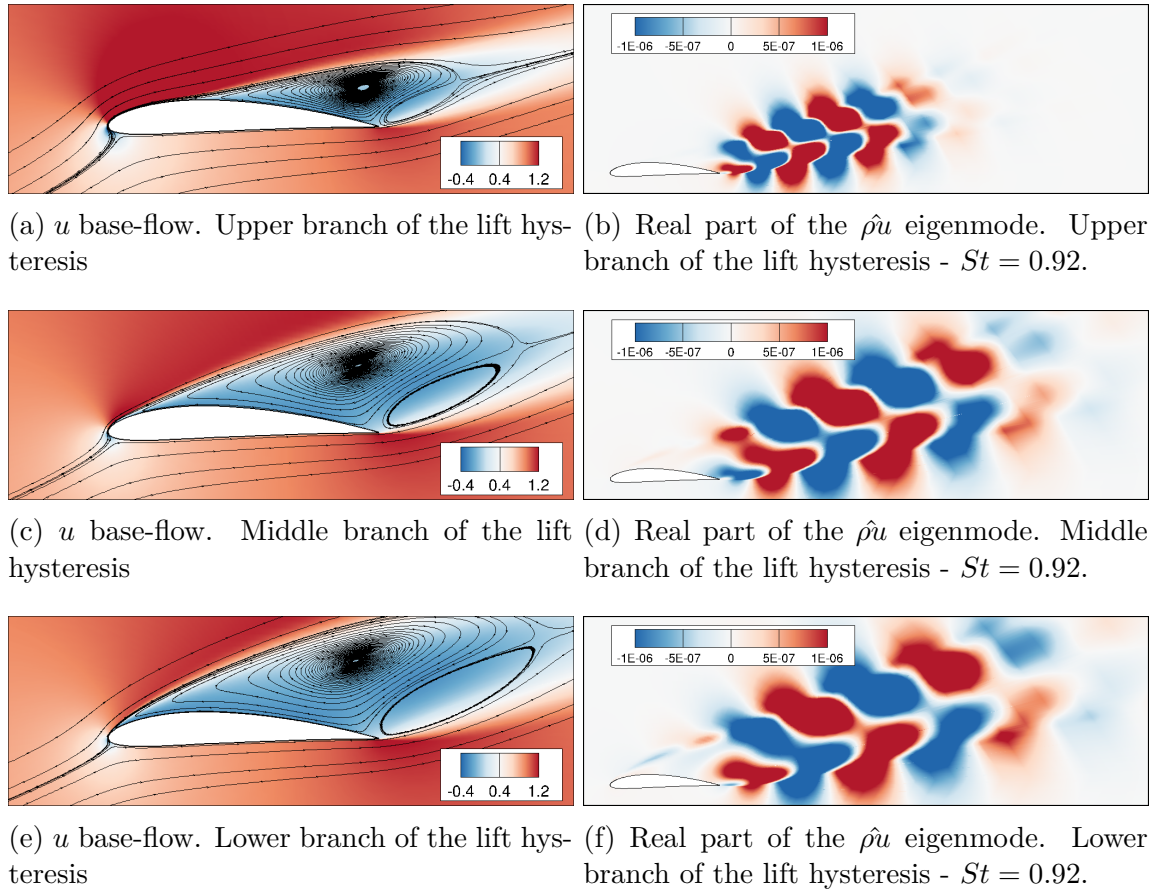 -1E-06 -5E-07 0 5E-07 1E-06
-0.4 0.4 1.2
(a) u base-flow. Upper branch of the lift hys-
teresis
(b) Real part of the ρ̂u eigenmode. Upper
branch of the lift hysteresis - St = 0.92.
-1E-06 -5E-07 0 5E-07 1E-06
-0.4 0.4 1.2
(c) u base-flow. Middle branch of the lift
hysteresis
(d) Real part of the ρ̂u eigenmode. Middle
branch of the lift hysteresis - St = 0.92.
-1E-06 -5E-07 0 5E-07 1E-06
-0.4 0.4 1.2
(e) u base-flow. Lower branch of the lift hys-
teresis
(f) Real part of the ρ̂u eigenmode. Lower
branch of the lift hysteresis - St = 0.92.